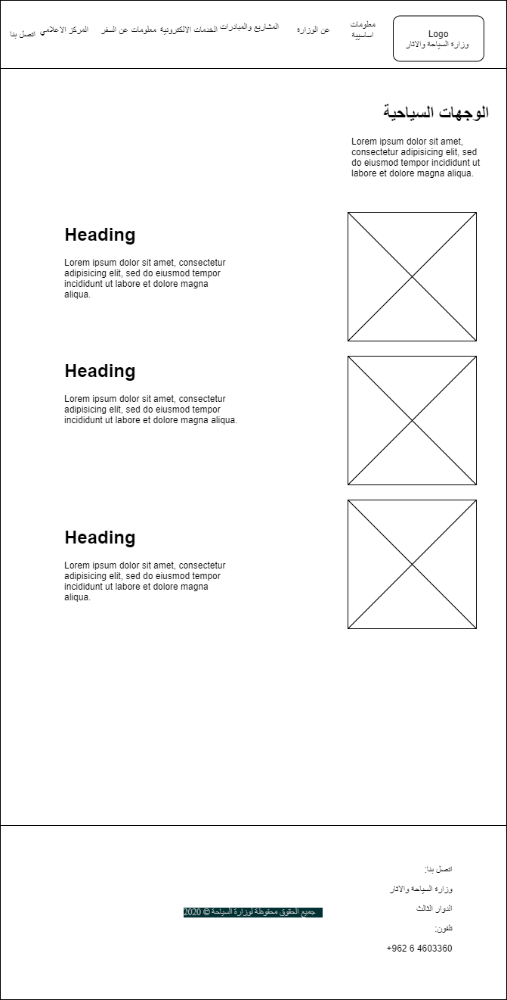 Logo
وزارة السياحة والاثار
معلومات
اساسيية
عن الوزارة
المشاريع والمبادرات
الخدمات الالكترونية
معلومات عن السفر
المركز الاعلامي
اتصل بنا
الوجهات السياحية
Lorem ipsum dolor sit amet,
consectetur adipisicing elit, sed
do eiusmod tempor incididunt ut
labore et dolore magna aliqua.
Heading
Lorem ipsum dolor sit amet, consectetur
adipisicing elit, sed do eiusmod tempor
incididunt ut labore et dolore magna
aliqua.
Heading
Lorem ipsum dolor sit amet, consectetur
adipisicing elit, sed do eiusmod tempor
incididunt ut labore et dolore magna aliqua.
Heading
Lorem ipsum dolor sit amet, consectetur
adipisicing elit, sed do eiusmod tempor
incididunt ut labore et dolore magna
aliqua.
اتصل بنا:
وزارة السياحة والاثار
الدوار الثالث
تلفون:
+962 6 4603360
جميع الحقوق محفوظة لوزارة السياحة © 2020